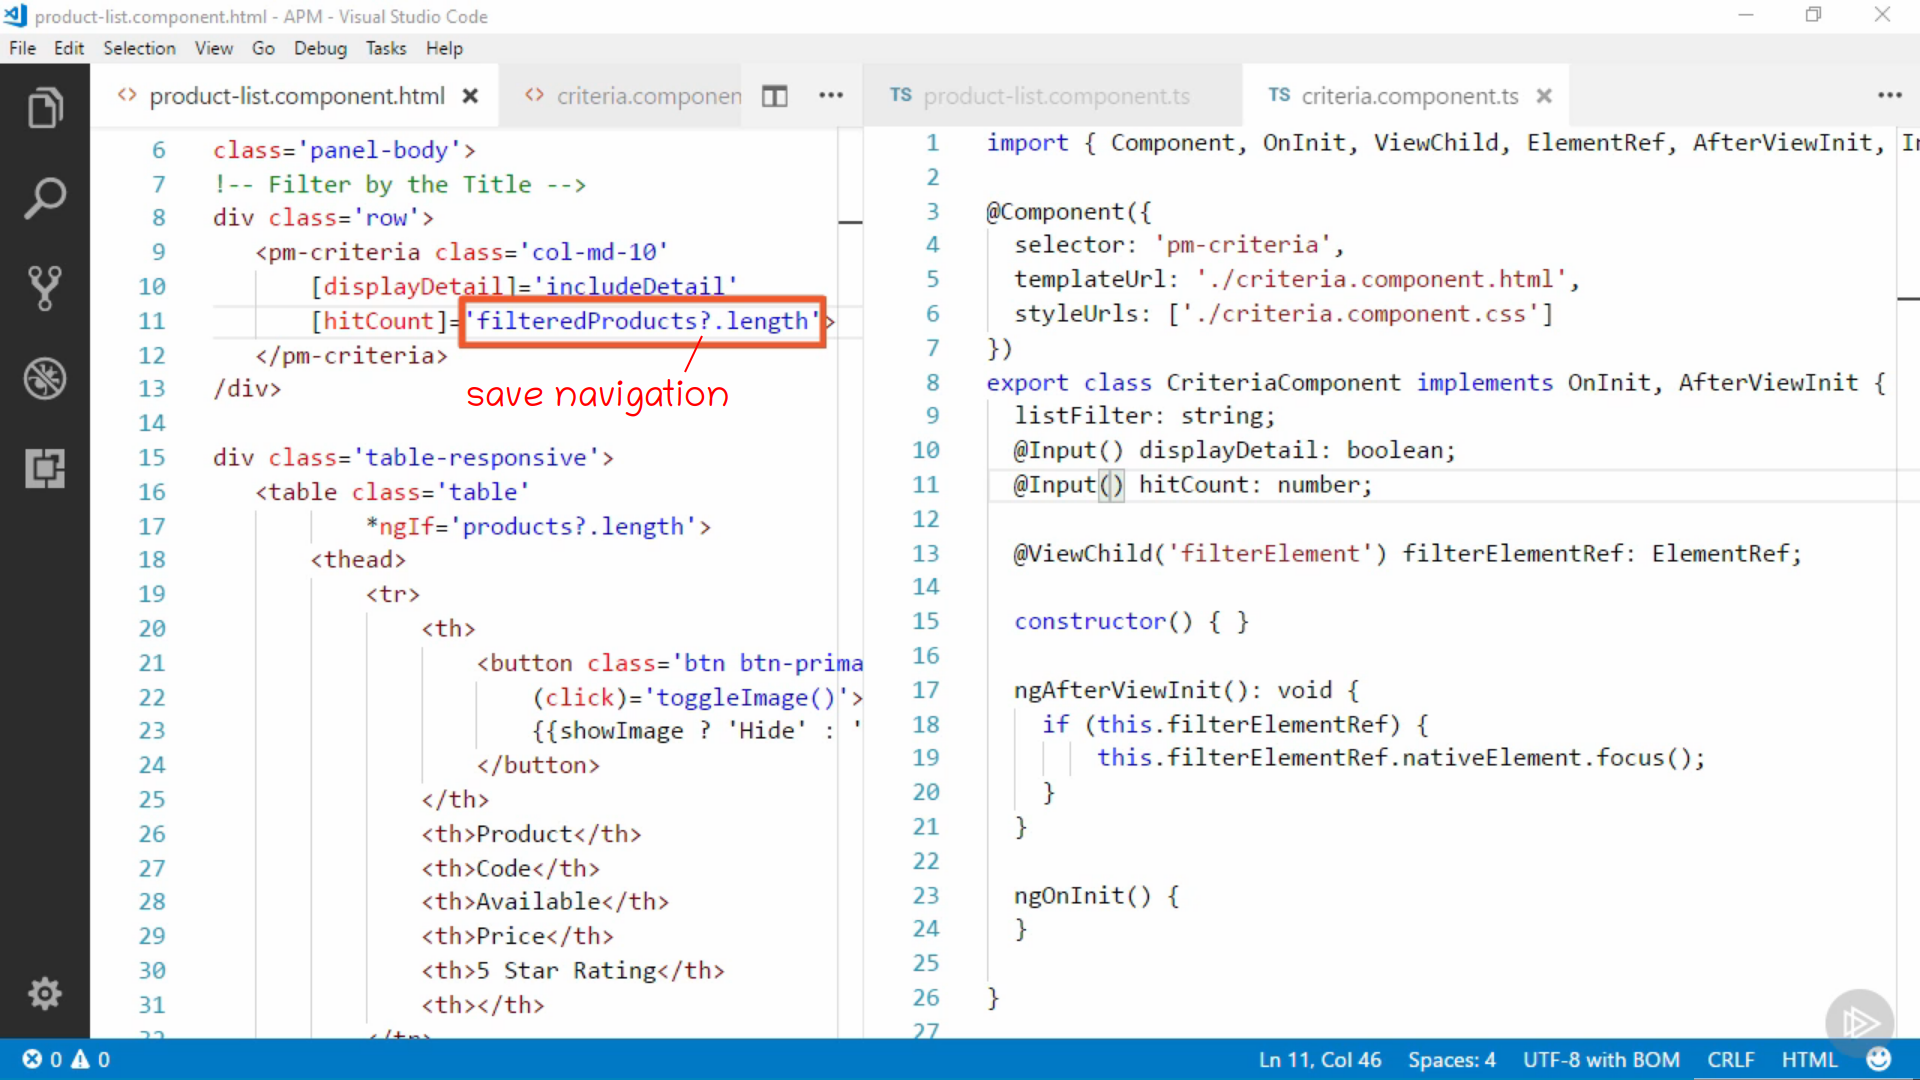 product-list.component.html - APM - Visual Studio Code
File Edit Selection View Go Debug Tasks Help
<> product-list.component.html
<> criteria.componen
TS product-list.component.ts
TS criteria.component.ts
6 class='panel-body'>
7 !-- Filter by the Title -->
8 div class='row'>
9 <pm-criteria class='col-md-10'
10 [displayDetail]='includeDetail'
11 [hitCount]='filteredProducts?.length'>
12 </pm-criteria>
save navigation
13 /div>
14
15 div class='table-responsive'>
16 <table class='table'
17 *ngIf='products?.length'>
18 <thead>
19 <tr>
20 <th>
21 <button class='btn btn-prima
22 (click)='toggleImage()'>
23 {{showImage ? 'Hide' : '
24 </button>
25 </th>
26 <th>Product</th>
27 <th>Code</th>
28 <th>Available</th>
29 <th>Price</th>
30 <th>5 Star Rating</th>
31 <th></th>
32 </tr>
1 import { Component, OnInit, ViewChild, ElementRef, AfterViewInit, In
2
3 @Component({
4 selector: 'pm-criteria',
5 templateUrl: './criteria.component.html',
6 styleUrls: ['./criteria.component.css']
7 })
8 export class CriteriaComponent implements OnInit, AfterViewInit {
9 listFilter: string;
10 @Input() displayDetail: boolean;
11 @Input() hitCount: number;
12
13 @ViewChild('filterElement') filterElementRef: ElementRef;
14
15 constructor() { }
16
17 ngAfterViewInit(): void {
18 if (this.filterElementRef) {
19 this.filterElementRef.nativeElement.focus();
20 }
21 }
22
23 ngOnInit() {
24 }
25
26 }
27
0 0
Ln 11, Col 46 Spaces: 4 UTF-8 with BOM CRLF HTML